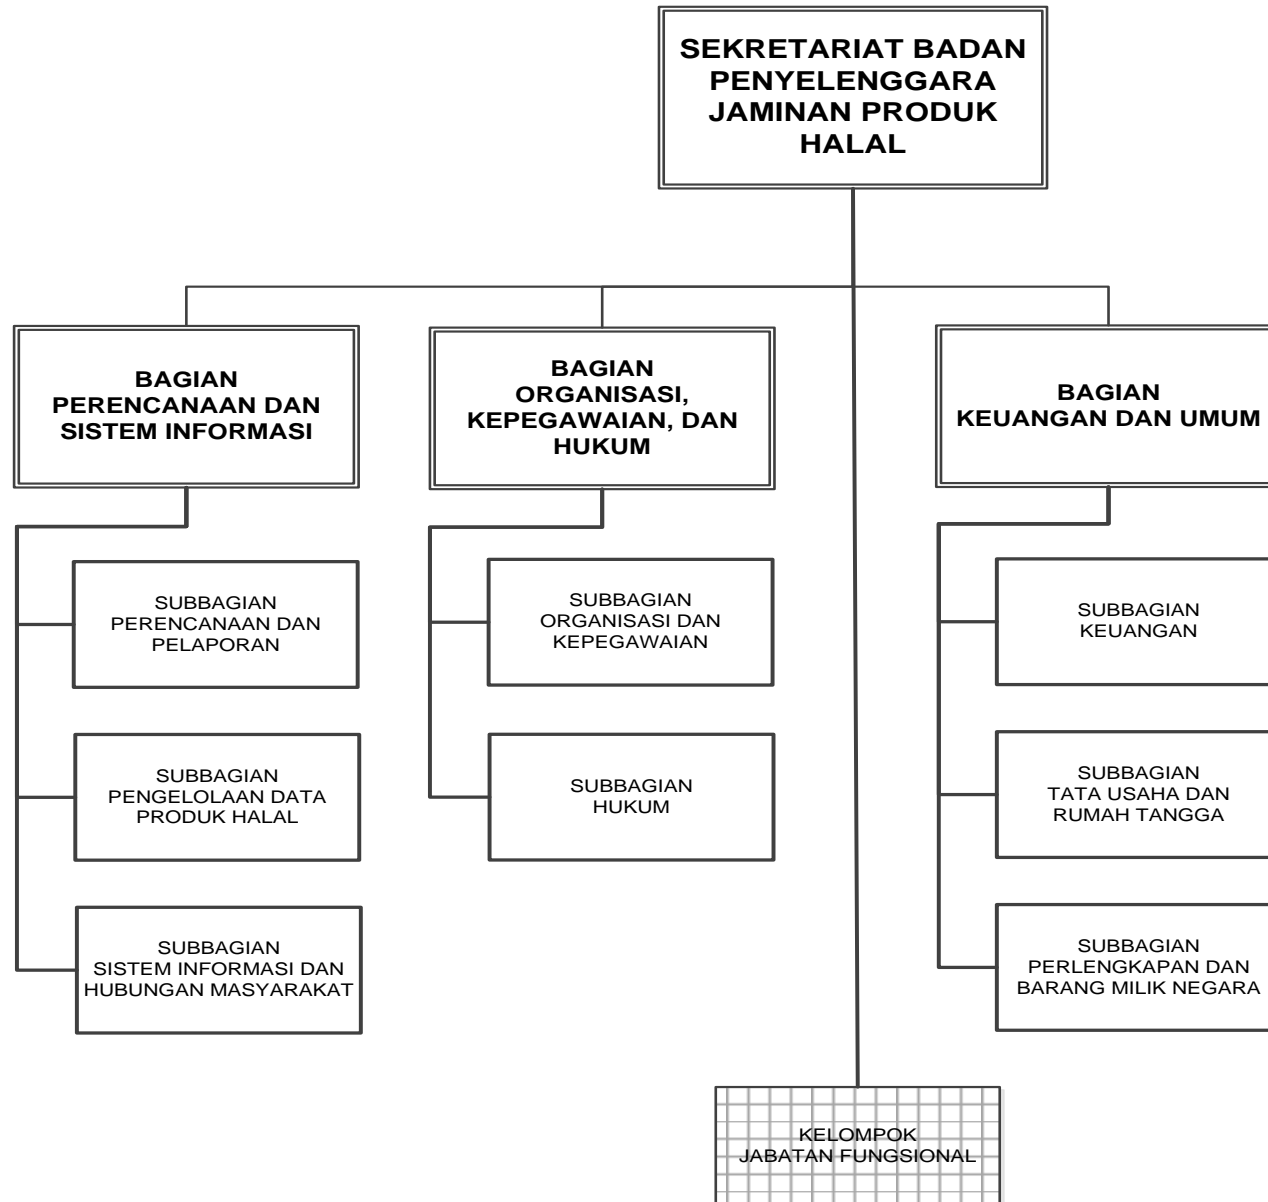 SEKRETARIAT BADAN
PENYELENGGARA
JAMINAN PRODUK
HALAL
BAGIAN
PERENCANAAN DAN
SISTEM INFORMASI
BAGIAN
ORGANISASI,
KEPEGAWAIAN, DAN
HUKUM
BAGIAN
KEUANGAN DAN UMUM
SUBBAGIAN
PERENCANAAN DAN
PELAPORAN
SUBBAGIAN
ORGANISASI DAN
KEPEGAWAIAN
SUBBAGIAN
KEUANGAN
SUBBAGIAN
PENGELOLAAN DATA
PRODUK HALAL
SUBBAGIAN
HUKUM
SUBBAGIAN
TATA USAHA DAN
RUMAH TANGGA
SUBBAGIAN
SISTEM INFORMASI DAN
HUBUNGAN MASYARAKAT
SUBBAGIAN
PERLENGKAPAN DAN
BARANG MILIK NEGARA
KELOMPOK
JABATAN FUNGSIONAL